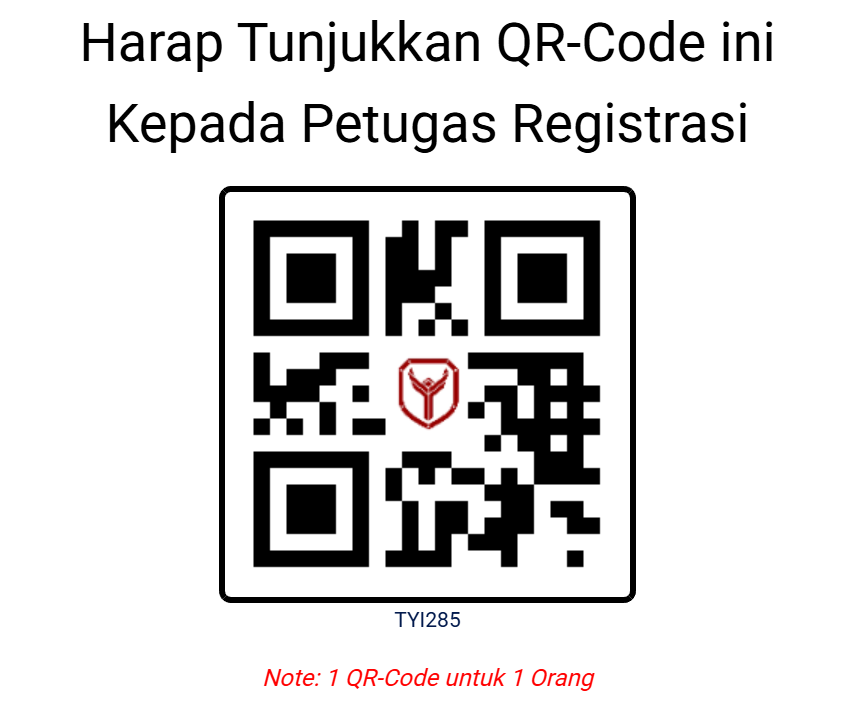 Harap Tunjukkan QR-Code ini
Kepada Petugas Registrasi
TYI285
Note: 1 QR-Code untuk 1 Orang